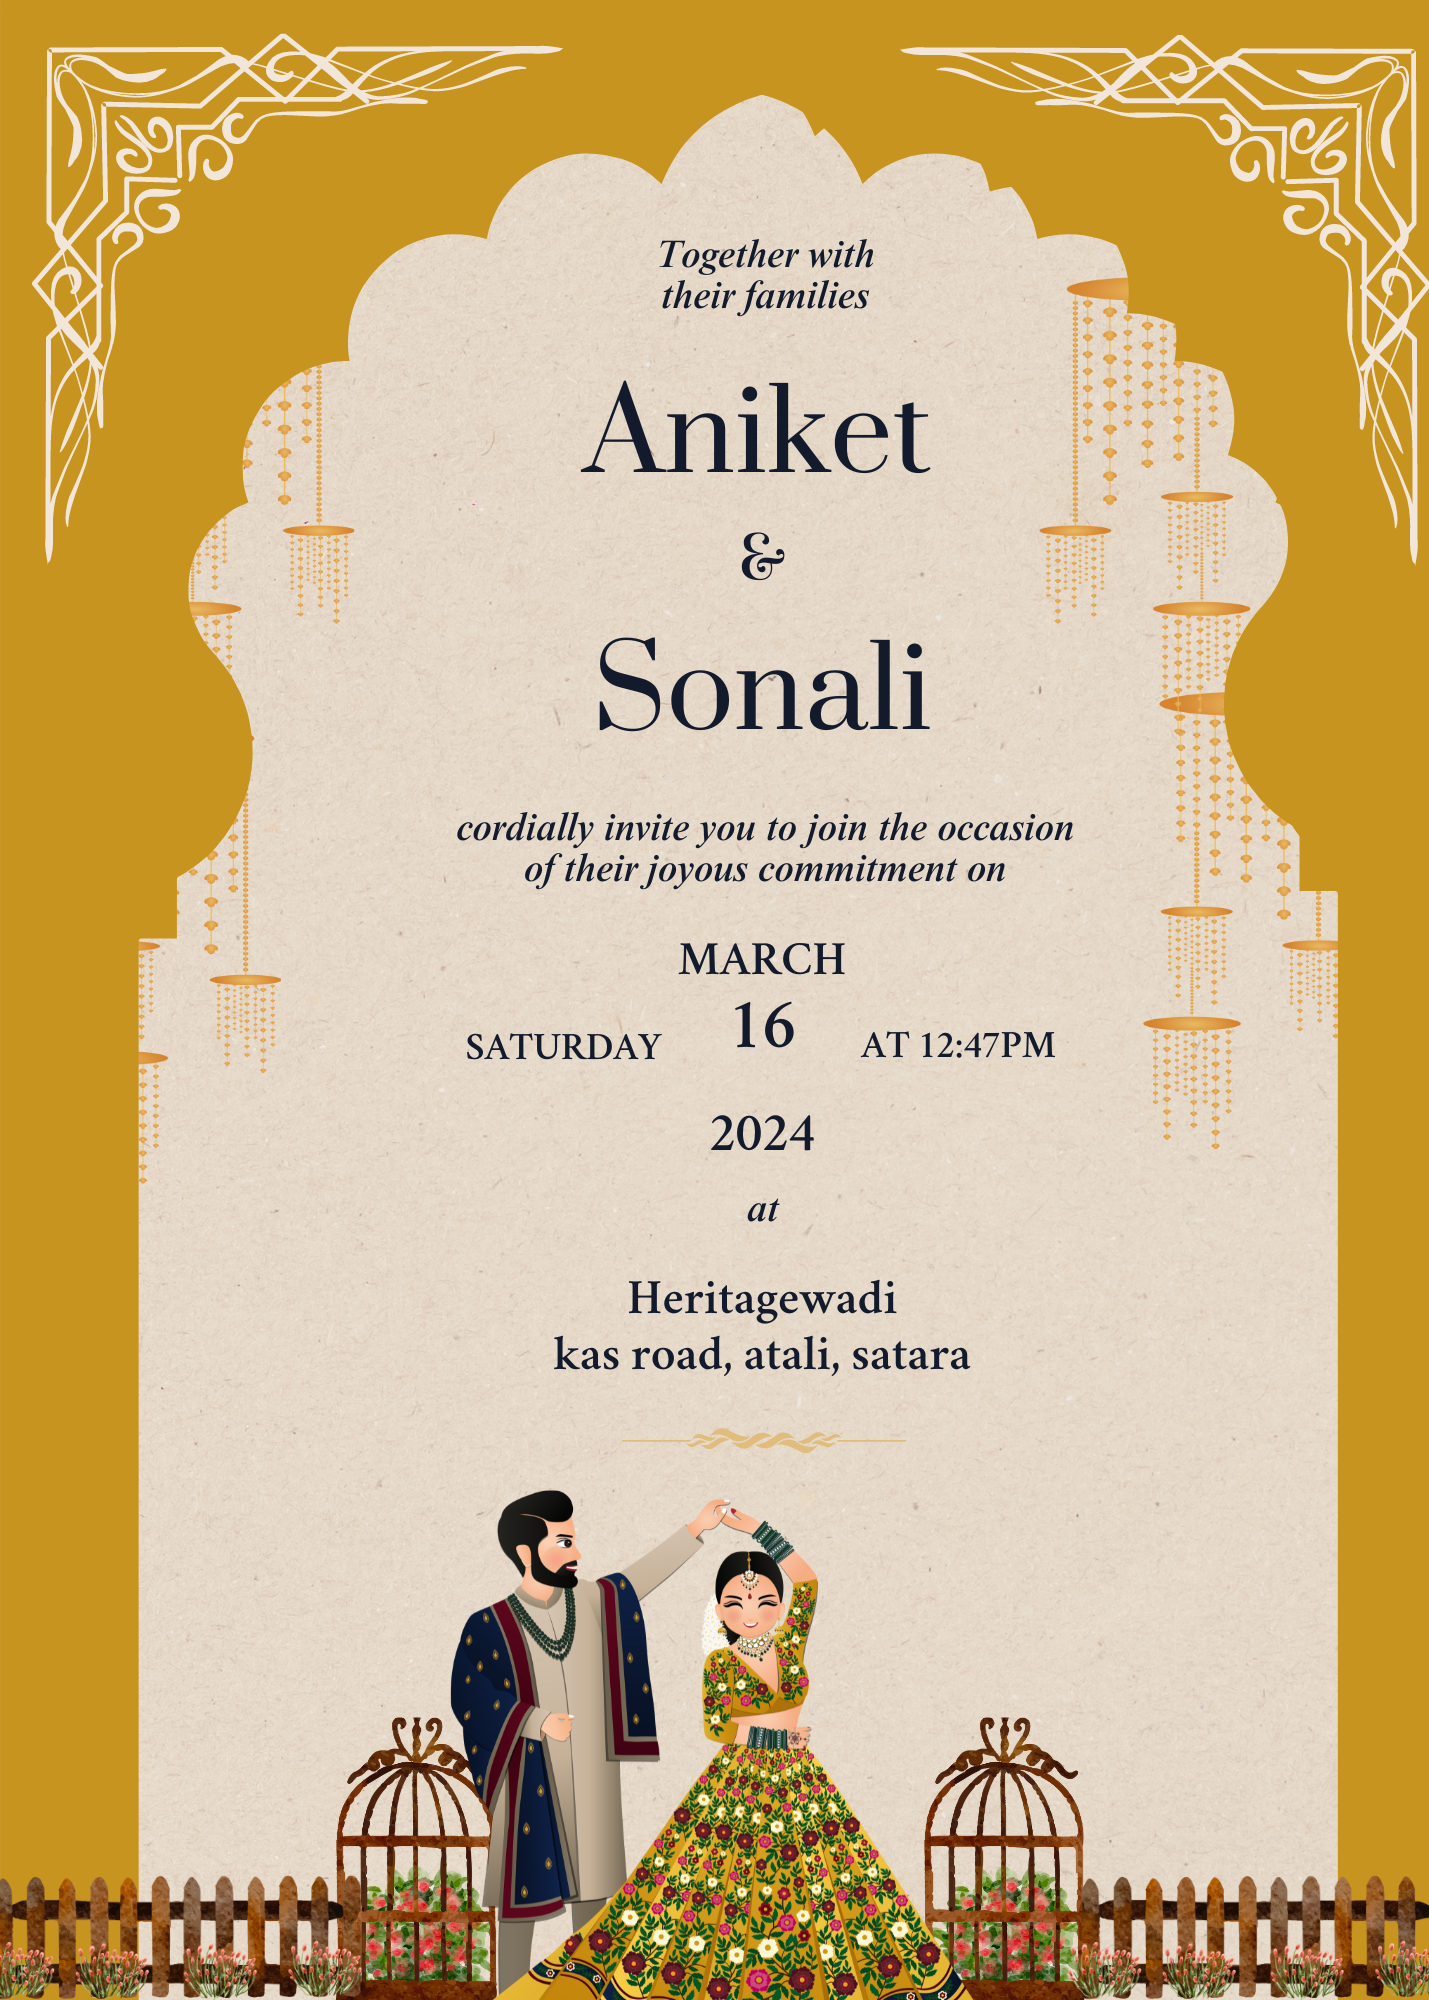 Together with
their families
Aniket
&
Sonali
cordially invite you to join the occasion
of their joyous commitment on
MARCH
SATURDAY 16 AT 12:47PM
2024
at
Heritagewadi
kas road, atali, satara